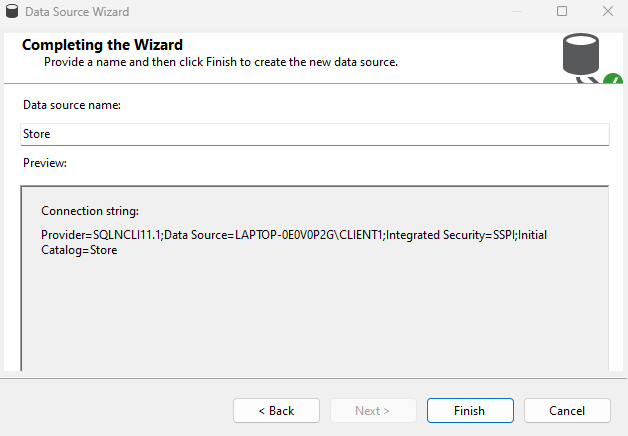 Data Source Wizard
Completing the Wizard
Provide a name and then click Finish to create the new data source.
Data source name:
Store
Preview:
Connection string:
Provider=SQLNCLI11.1;Data Source=LAPTOP-0E0V0P2G\CLIENT1;Integrated Security=SSPI;Initial
Catalog=Store
< Back
Next >
Finish
Cancel